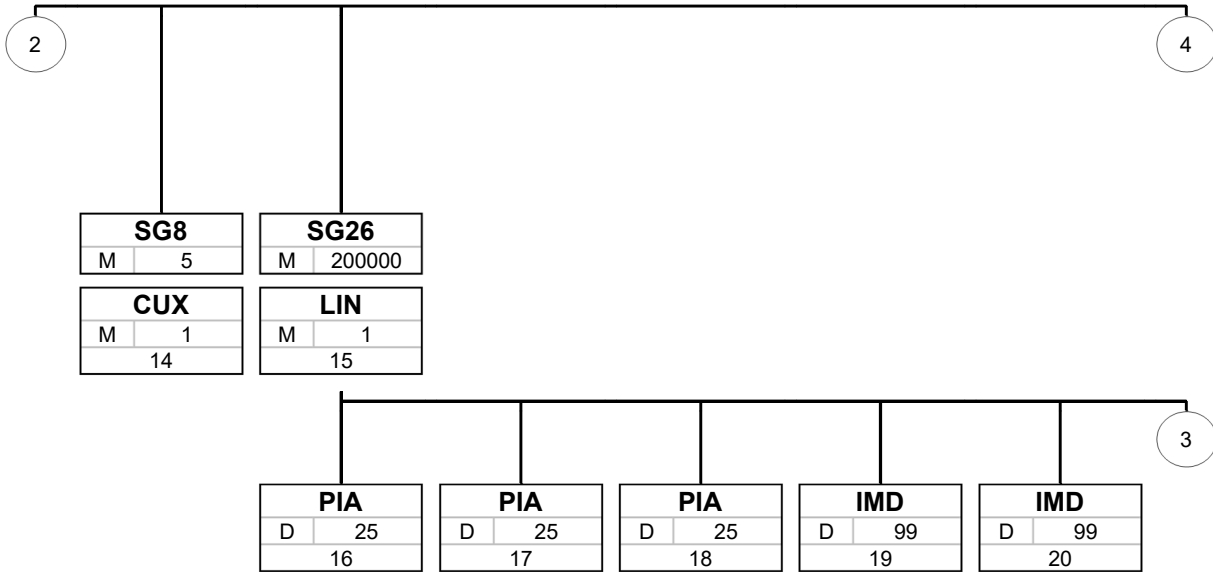 2
4
SG8
M 5
SG26
M 200000
CUX
M 1
14
LIN
M 1
15
3
PIA
D 25
16
PIA
D 25
17
PIA
D 25
18
IMD
D 99
19
IMD
D 99
20